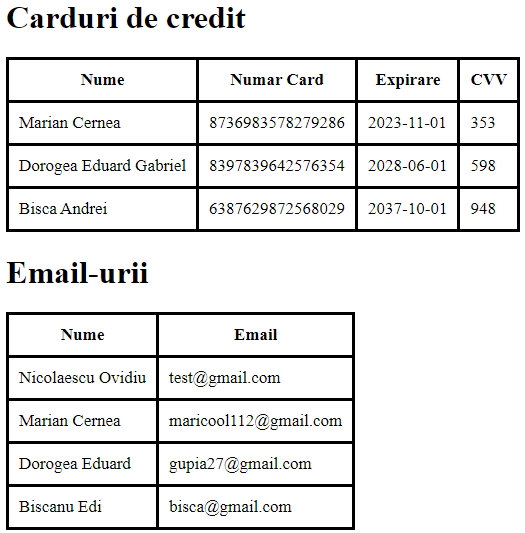 Carduri de credit
Nume Numar Card Expirare CVV
Marian Cernea 8736983578279286 2023-11-01 353
Dorogea Eduard Gabriel 8397839642576354 2028-06-01 598
Bisca Andrei 6387629872568029 2037-10-01 948
Email-urii
Nume Email
Nicolaescu Ovidiu test@gmail.com
Marian Cernea maricool112@gmail.com
Dorogea Eduard gupia27@gmail.com
Biscanu Edi bisca@gmail.com